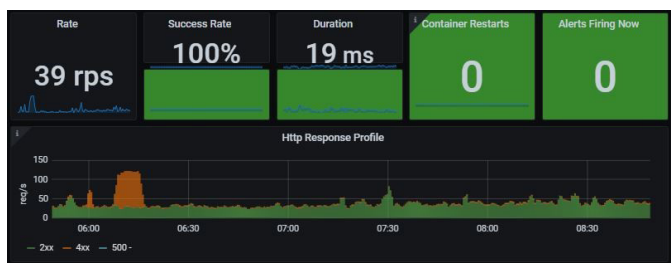 Rate
39 rps
Success Rate
100%
Duration
19 ms
i
Container Restarts
0
Alerts Firing Now
0
i
Http Response Profile
req/s
150
100
50
0
06:00
06:30
07:00
07:30
08:00
08:30
2xx
4xx
500 -